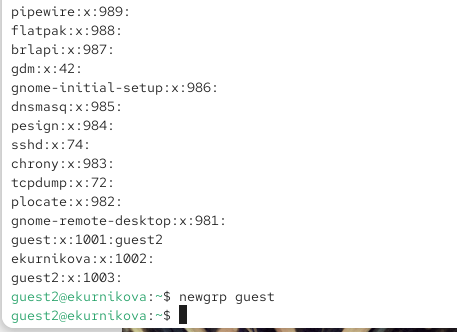 pipewire:x:989:
flatpak:x:988:
brlapi:x:987:
gdm:x:42:
gnome-initial-setup:x:986:
dnsmasq:x:985:
pesign:x:984:
sshd:x:74:
chrony:x:983:
tcpdump:x:72:
plocate:x:982:
gnome-remote-desktop:x:981:
guest:x:1001:guest2
ekurnikova:x:1002:
guest2:x:1003:
guest2@ekurnikova:~$ newgrp guest
guest2@ekurnikova:~$